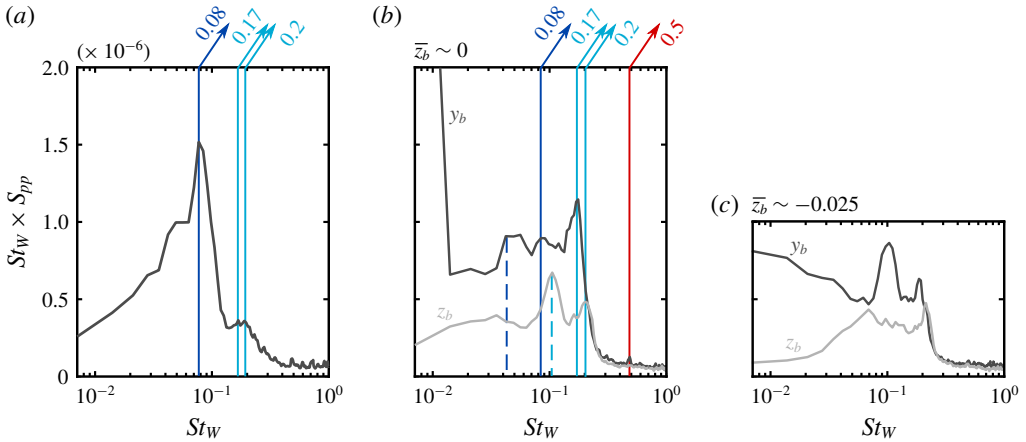 (a)
(× 10⁻⁶)
0.08
0.17
0.2
2.0
1.5
1.0
0.5
0
St_W × S_pp
10⁻²
10⁻¹
10⁰
St_W
(b)
z̅_b ∼ 0
0.08
0.17
0.2
0.5
y_b
z_b
10⁻²
10⁻¹
10⁰
St_W
(c)
z̅_b ∼ −0.025
y_b
z_b
10⁻²
10⁻¹
10⁰
St_W